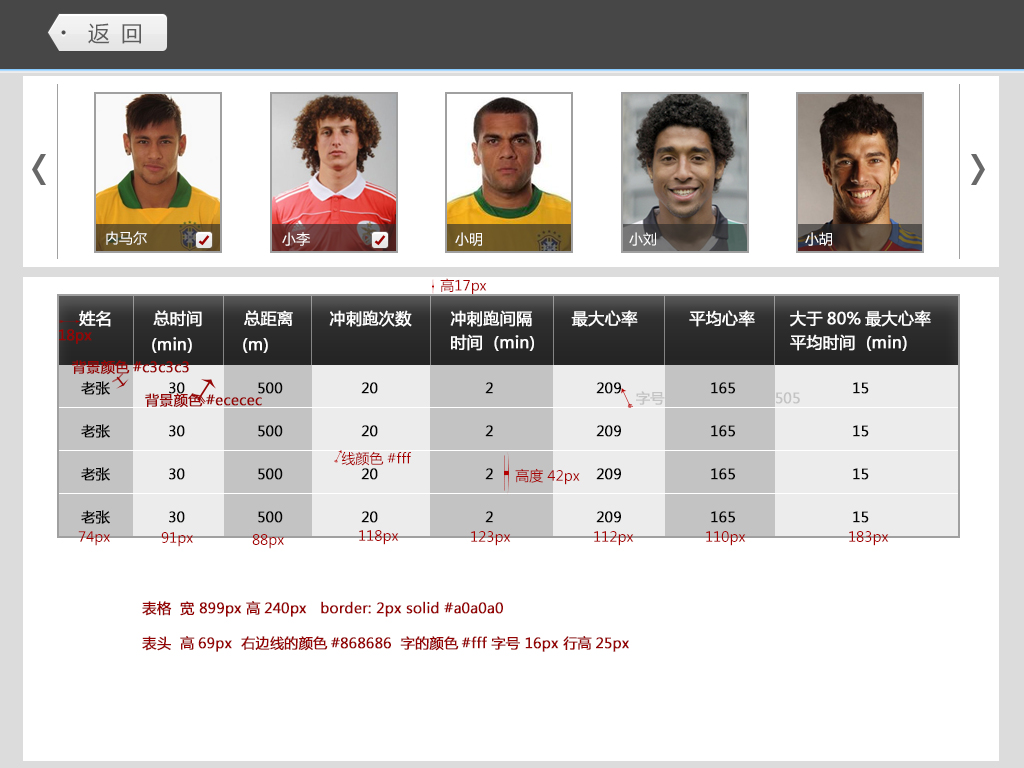 返 回
内马尔
小李
小明
小刘
小胡
高17px
姓名 总时间 总距离 冲刺跑次数 冲刺跑间隔 最大心率 平均心率 大于 80% 最大心率
(min) (m) 时间 (min) 平均时间 (min)
18px
背景颜色 #c3c3c3
老张 30 500 20 2 209 165 15
背景颜色 #ececec
字号
505
老张 30 500 20 2 209 165 15
线颜色 #fff
老张 30 500 20 2 209 165 15
高度 42px
老张 30 500 20 2 209 165 15
74px 91px 88px 118px 123px 112px 110px 183px
表格 宽 899px 高 240px border: 2px solid #a0a0a0
表头 高 69px 右边线的颜色 #868686 字的颜色 #fff 字号 16px 行高 25px